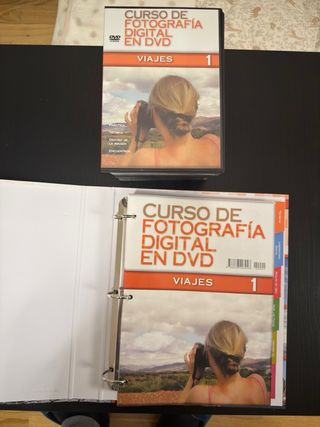 CURSO DE
FOTOGRAFÍA
DIGITAL
EN DVD
DVD
VIAJES 1
CURSO DE
FOTOGRAFÍA
DIGITAL
EN DVD
VIAJES 1